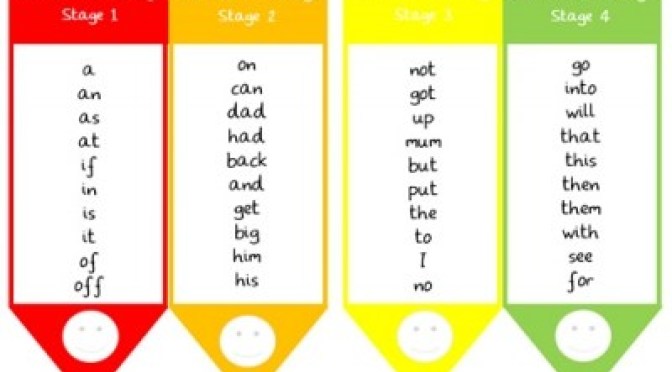 Stage 1
a
an
as
at
if
in
is
it
of
off
Stage 2
on
can
dad
had
back
and
get
big
him
his
Stage 3
not
got
up
mum
but
put
the
to
I
no
Stage 4
go
into
will
that
this
then
them
with
see
for